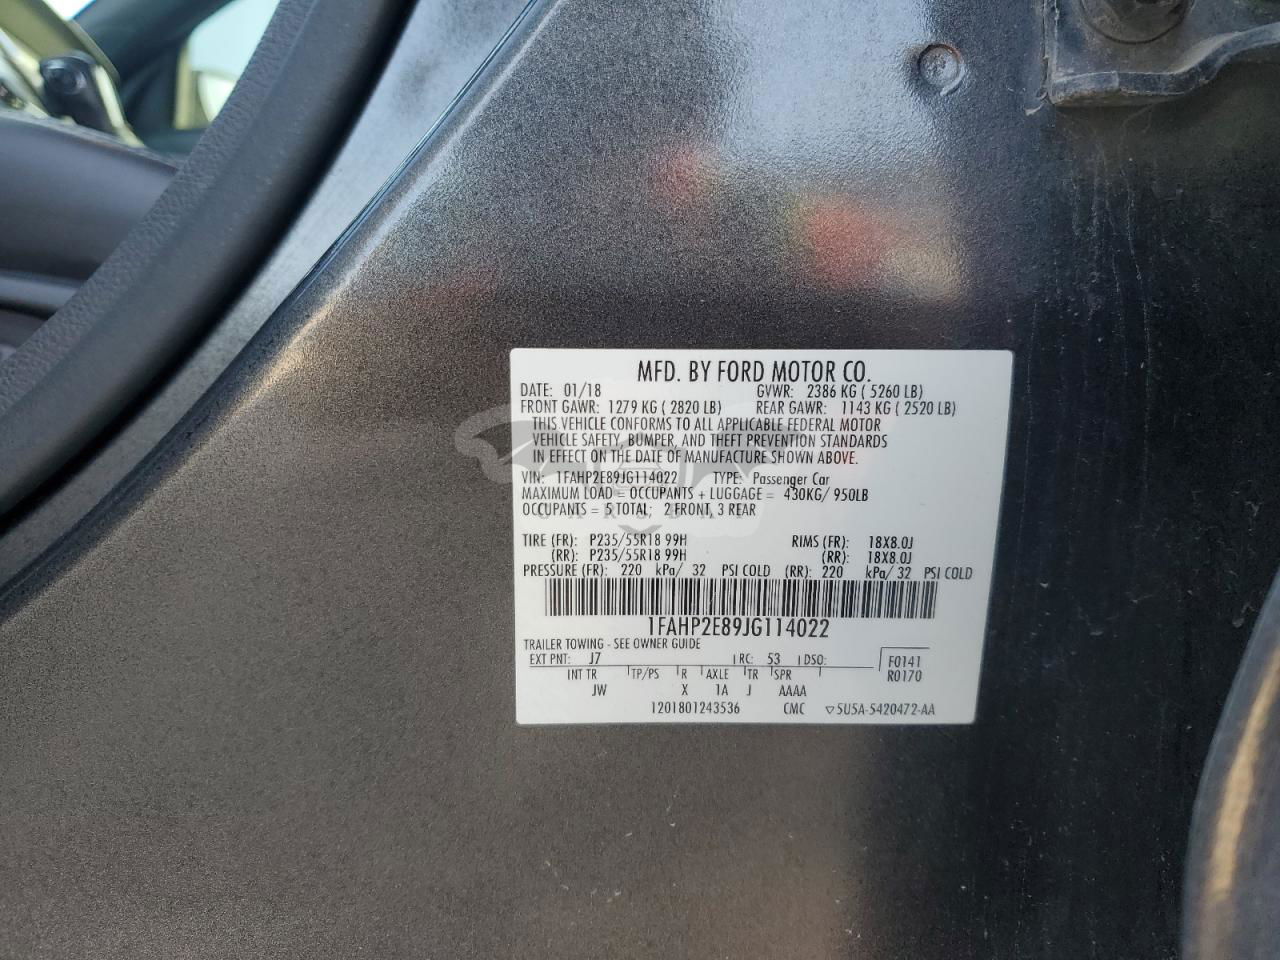 MFD. BY FORD MOTOR CO.
DATE: 01/18 GVWR: 2386 KG ( 5260 LB)
FRONT GAWR: 1279 KG ( 2820 LB) REAR GAWR: 1143 KG ( 2520 LB)
THIS VEHICLE CONFORMS TO ALL APPLICABLE FEDERAL MOTOR
VEHICLE SAFETY, BUMPER, AND THEFT PREVENTION STANDARDS
IN EFFECT ON THE DATE OF MANUFACTURE SHOWN ABOVE.
VIN: 1FAHP2E89JG114022 TYPE: Passenger Car
MAXIMUM LOAD = OCCUPANTS + LUGGAGE = 430KG/ 950LB
OCCUPANTS = 5 TOTAL; 2 FRONT, 3 REAR
TIRE (FR): P235/55R18 99H RIMS (FR): 18X8.0J
(RR): P235/55R18 99H (RR): 18X8.0J
PRESSURE (FR): 220 kPa/ 32 PSI COLD (RR): 220 kPa/ 32 PSI COLD
1FAHP2E89JG114022
TRAILER TOWING - SEE OWNER GUIDE
EXT PNT: J7 RC: 53 DSO: F0141
INT TR TP/PS R AXLE TR SPR R0170
JW X 1A J AAAA
1201801243536 CMC ▽5U5A-5420472-AA